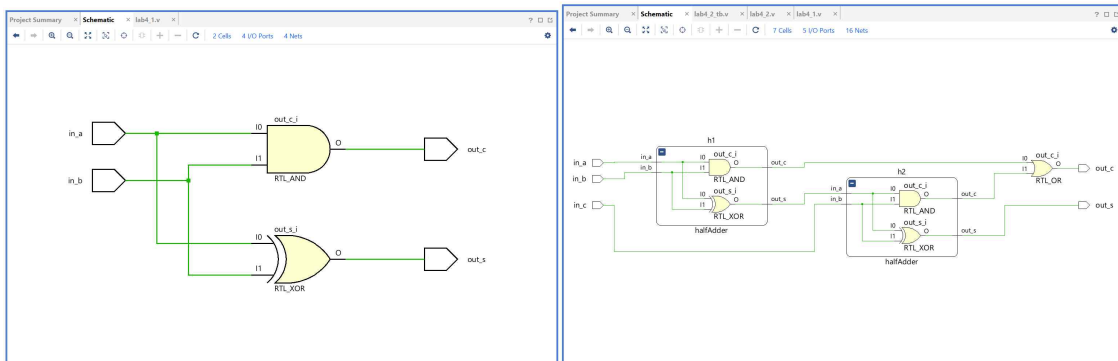 Project Summary × Schematic × lab4_1.v × ? □ □
2 Cells 4 I/O Ports 4 Nets
out_c_i
in_a
I0
O
out_c
I1
in_b
RTL_AND
out_s_i
I0
O
out_s
I1
RTL_XOR
Project Summary × Schematic × lab4_2_tb.v × lab4_2.v × lab4_1.v × ? □ □
7 Cells 5 I/O Ports 16 Nets
h1
in_a in_a I0 out_c_i O out_c
in_b in_b I1 RTL_AND
in_c I0 out_s_i O out_s
I1 RTL_XOR
halfAdder
h2
in_a I0 out_c_i O out_c
in_b I1 RTL_AND
I0 out_s_i O out_s
I1 RTL_XOR
halfAdder
out_c_i
I0 O out_c
I1 RTL_OR
out_s